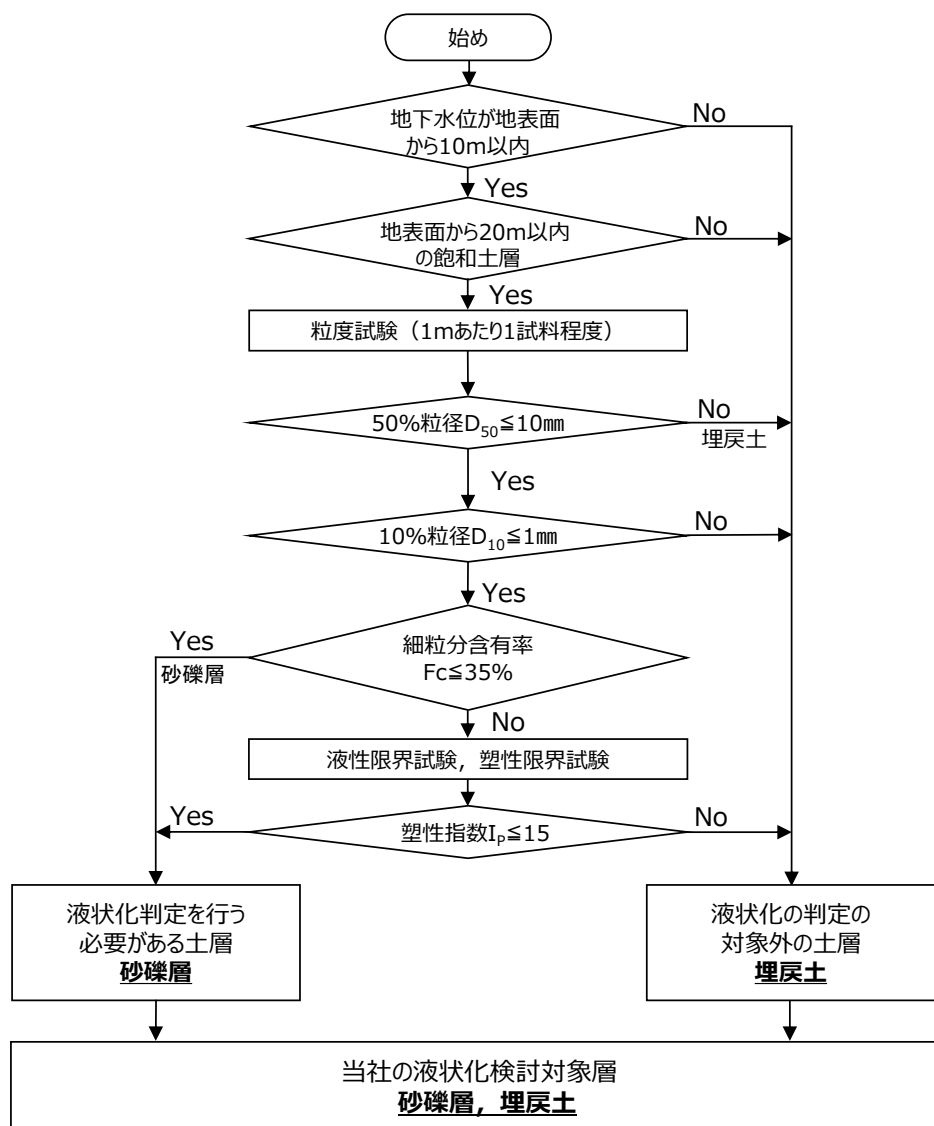 始め
地下水位が地表面
から10m以内
No
Yes
地表面から20m以内
の飽和土層
No
Yes
粒度試験（1mあたり1試料程度）
50%粒径D50≦10㎜
No
埋戻土
Yes
10%粒径D10≦1㎜
No
Yes
細粒分含有率
Fc≦35%
Yes
砂礫層
No
液性限界試験，塑性限界試験
塑性指数IP≦15
Yes
No
液状化判定を行う
必要がある土層
砂礫層
液状化の判定の
対象外の土層
埋戻土
当社の液状化検討対象層
砂礫層，埋戻土